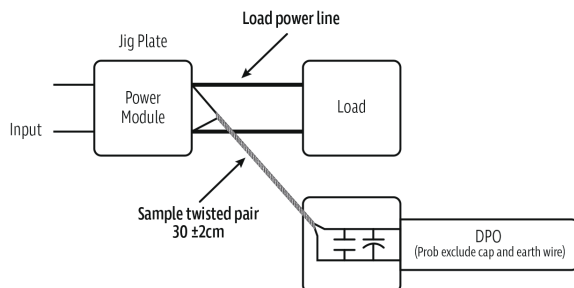 Load power line
Jig Plate
Power
Module
Load
Input
Sample twisted pair
30 ±2cm
DPO
(Prob exclude cap and earth wire)